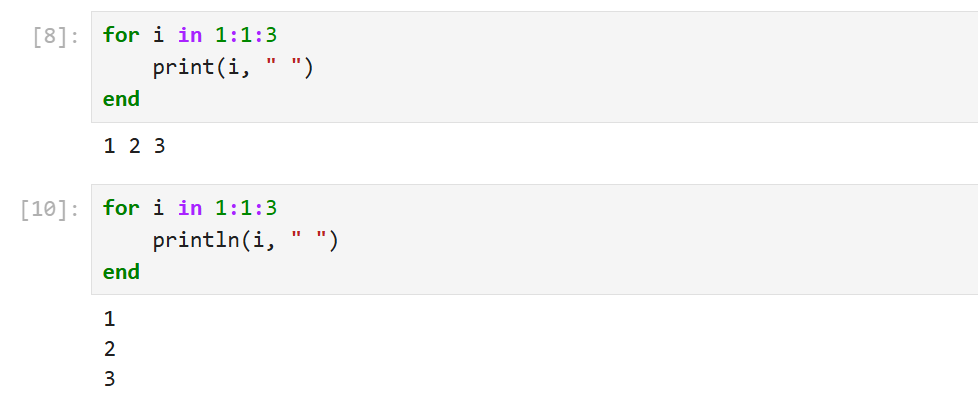 [8]: for i in 1:1:3
    print(i, " ")
end
1 2 3
[10]: for i in 1:1:3
    println(i, " ")
end
1
2
3